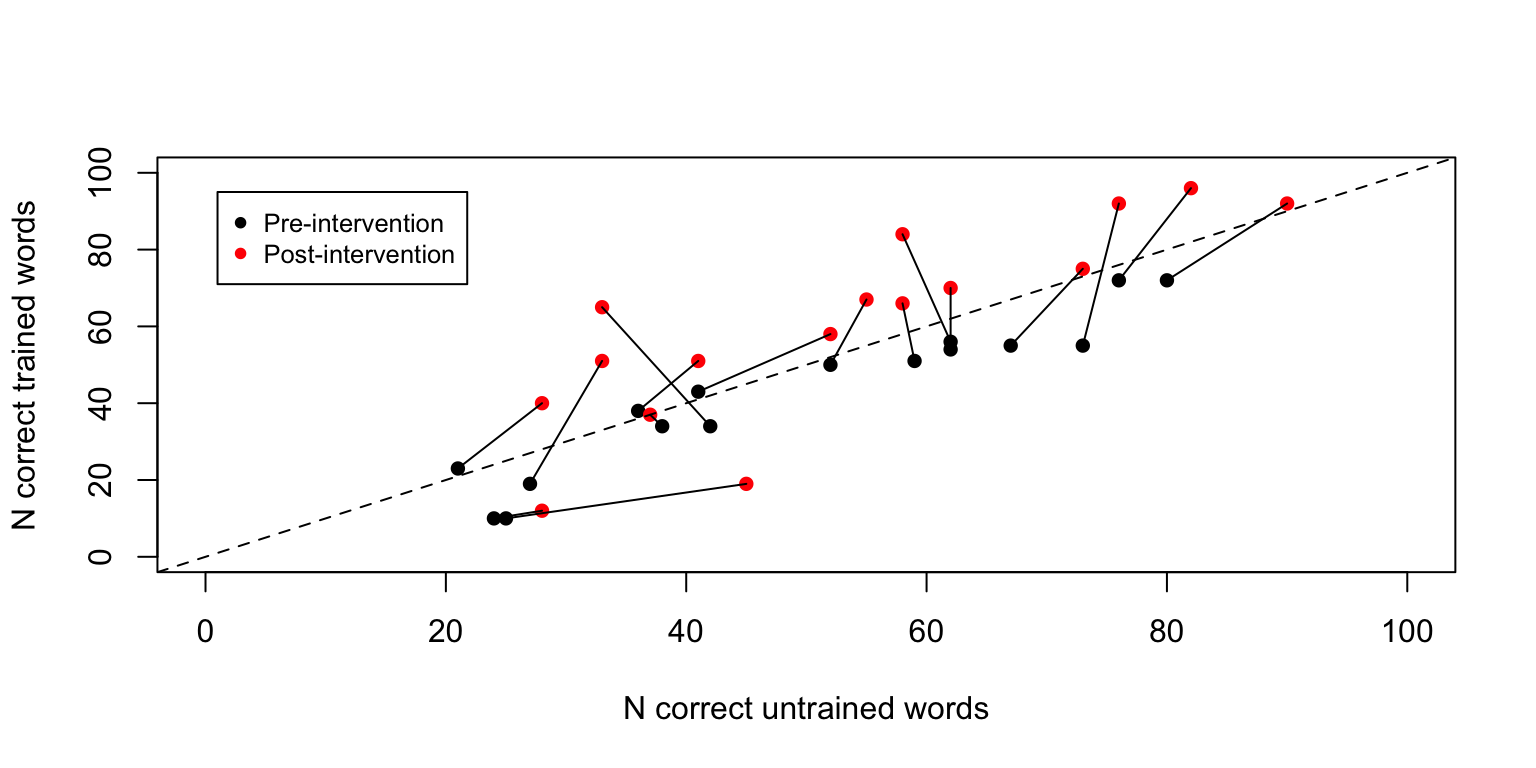 N correct trained words
100
80
60
40
20
0
Pre-intervention
Post-intervention
0 20 40 60 80 100
N correct untrained words